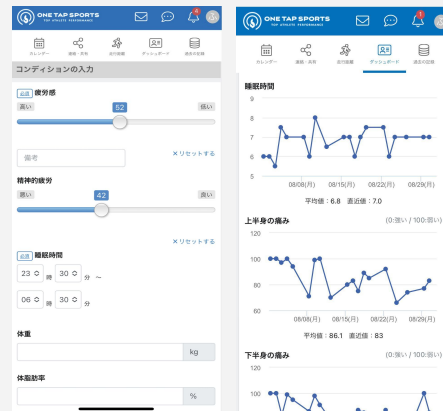 ONE TAP SPORTS
TOP ATHLETE PERFORMANCE
カレンダー 連絡・共有 走行距離 ダッシュボード 過去の記録
コンディションの入力
必須 疲労感
高い 52 低い
備考
×リセットする
精神的疲労
悪い 42 良い
×リセットする
必須 睡眠時間
23 時 30 分 ～
06 時 30 分
体重
kg
体脂肪率
%
ONE TAP SPORTS
TOP ATHLETE PERFORMANCE
カレンダー 連絡・共有 走行距離 ダッシュボード 過去の記録
睡眠時間
9
8
7
6
5
08/08(月) 08/15(月) 08/22(月) 08/29(月)
平均値：6.8 直近値：7.0
上半身の痛み (0:強い / 100:弱い)
120
100
80
60
08/08(月) 08/15(月) 08/22(月) 08/29(月)
平均値：86.1 直近値：83
下半身の痛み (0:強い / 100:弱い)
120
100